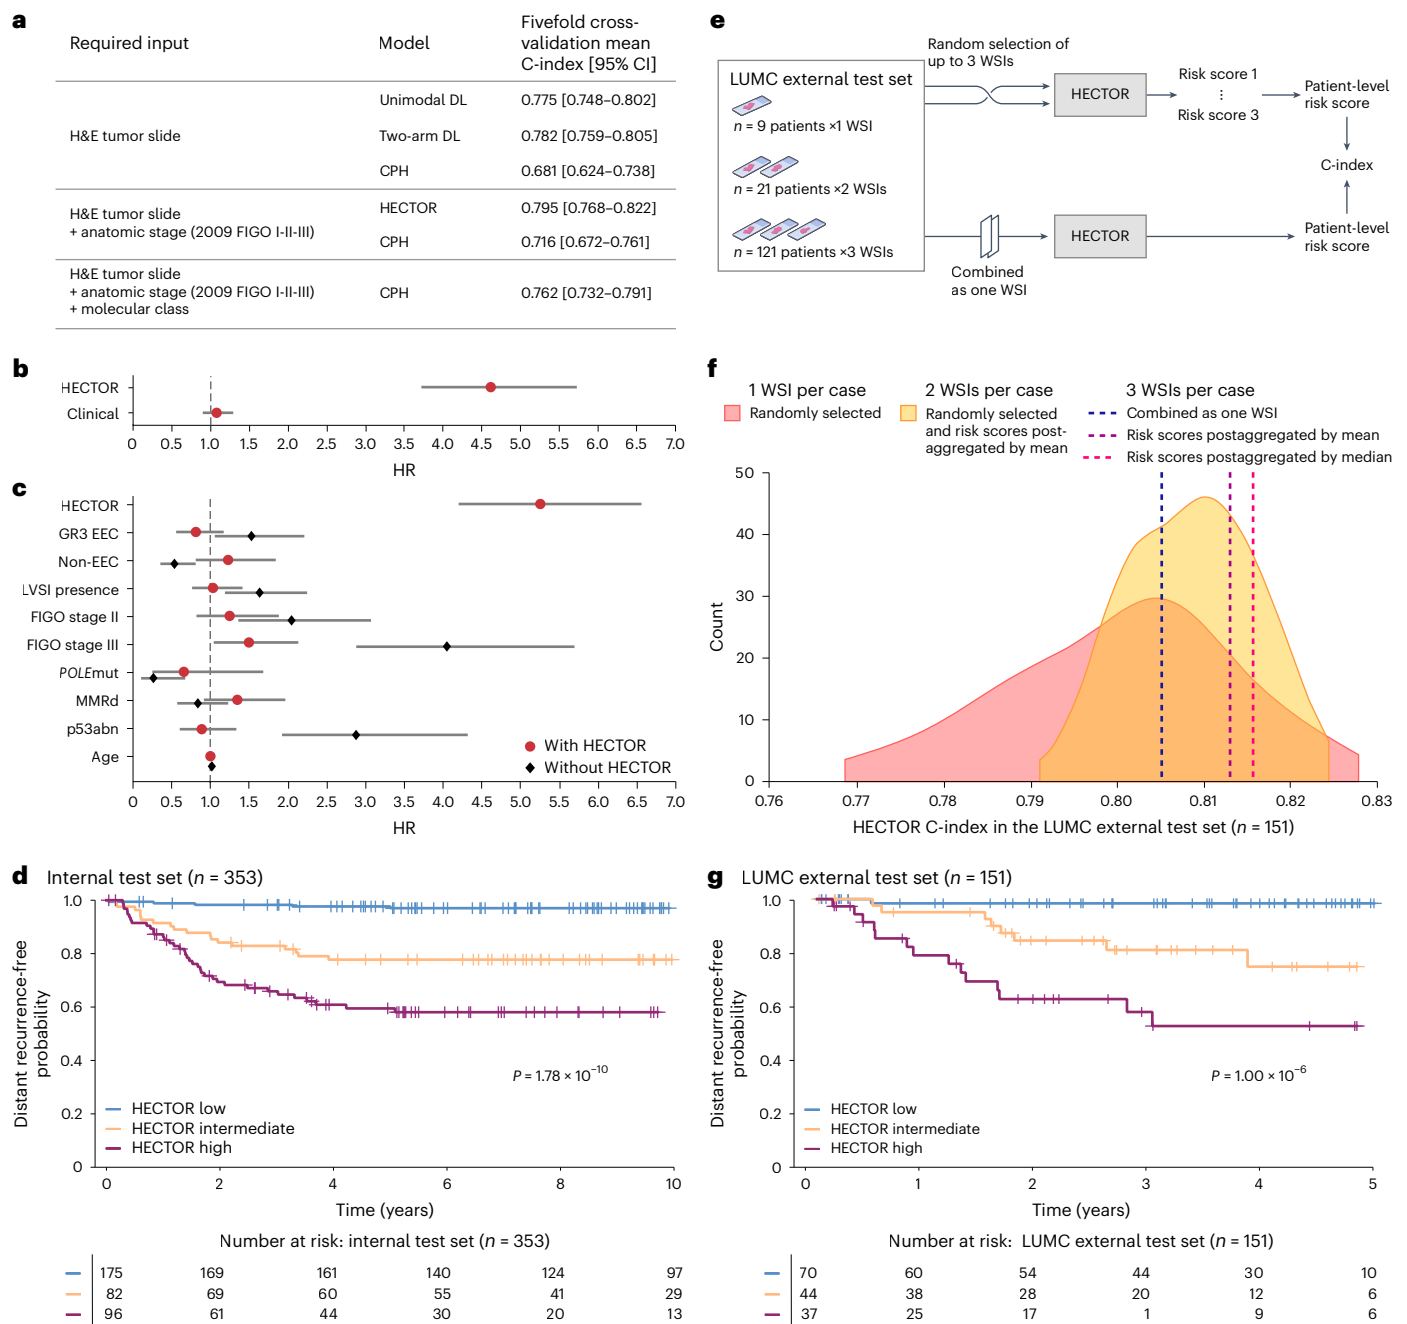 a
Required input
Model
Fivefold cross-
validation mean
C-index [95% CI]
H&E tumor slide
Unimodal DL
0.775 [0.748–0.802]
Two-arm DL
0.782 [0.759–0.805]
CPH
0.681 [0.624–0.738]
H&E tumor slide
+ anatomic stage (2009 FIGO I-II-III)
HECTOR
0.795 [0.768–0.822]
CPH
0.716 [0.672–0.761]
H&E tumor slide
+ anatomic stage (2009 FIGO I-II-III)
+ molecular class
CPH
0.762 [0.732–0.791]
b
HECTOR
Clinical
0 0.5 1.0 1.5 2.0 2.5 3.0 3.5 4.0 4.5 5.0 5.5 6.0 6.5 7.0
HR
c
HECTOR
GR3 EEC
Non-EEC
LVSI presence
FIGO stage II
FIGO stage III
POLEmut
MMRd
p53abn
Age
With HECTOR
Without HECTOR
0 0.5 1.0 1.5 2.0 2.5 3.0 3.5 4.0 4.5 5.0 5.5 6.0 6.5 7.0
HR
d
Internal test set (n = 353)
Distant recurrence-free
probability
1.0
0.8
0.6
0.4
0.2
0
P = 1.78 × 10−10
HECTOR low
HECTOR intermediate
HECTOR high
0 2 4 6 8 10
Time (years)
Number at risk: internal test set (n = 353)
175 169 161 140 124 97
82 69 60 55 41 29
96 61 44 30 20 13
e
LUMC external test set
n = 9 patients ×1 WSI
n = 21 patients ×2 WSIs
n = 121 patients ×3 WSIs
Random selection of
up to 3 WSIs
HECTOR
Risk score 1
⋮
Risk score 3
Patient-level
risk score
C-index
Combined
as one WSI
HECTOR
Patient-level
risk score
f
1 WSI per case
Randomly selected
2 WSIs per case
Randomly selected
and risk scores post-
aggregated by mean
3 WSIs per case
Combined as one WSI
Risk scores postaggregated by mean
Risk scores postaggregated by median
Count
50
40
30
20
10
0
0.76 0.77 0.78 0.79 0.80 0.81 0.82 0.83
HECTOR C-index in the LUMC external test set (n = 151)
g
LUMC external test set (n = 151)
Distant recurrence-free
probability
1.0
0.8
0.6
0.4
0.2
0
P = 1.00 × 10−6
HECTOR low
HECTOR intermediate
HECTOR high
0 1 2 3 4 5
Time (years)
Number at risk: LUMC external test set (n = 151)
70 60 54 44 30 10
44 38 28 20 12 6
37 25 17 1 9 6